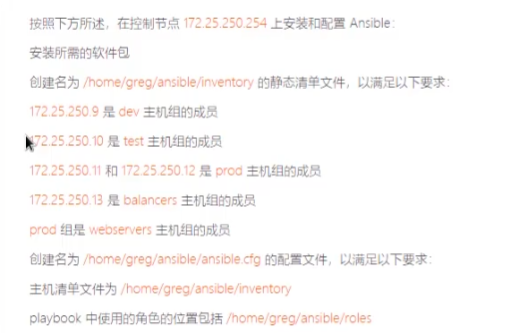 按照下方所述，在控制节点 172.25.250.254 上安装和配置 Ansible：
安装所需的软件包
创建名为 /home/greg/ansible/inventory 的静态清单文件，以满足以下要求：
172.25.250.9 是 dev 主机组的成员
172.25.250.10 是 test 主机组的成员
172.25.250.11 和 172.25.250.12 是 prod 主机组的成员
172.25.250.13 是 balancers 主机组的成员
prod 组是 webservers 主机组的成员
创建名为 /home/greg/ansible/ansible.cfg 的配置文件，以满足以下要求：
主机清单文件为 /home/greg/ansible/inventory
playbook 中使用的角色的位置包括 /home/greg/ansible/roles